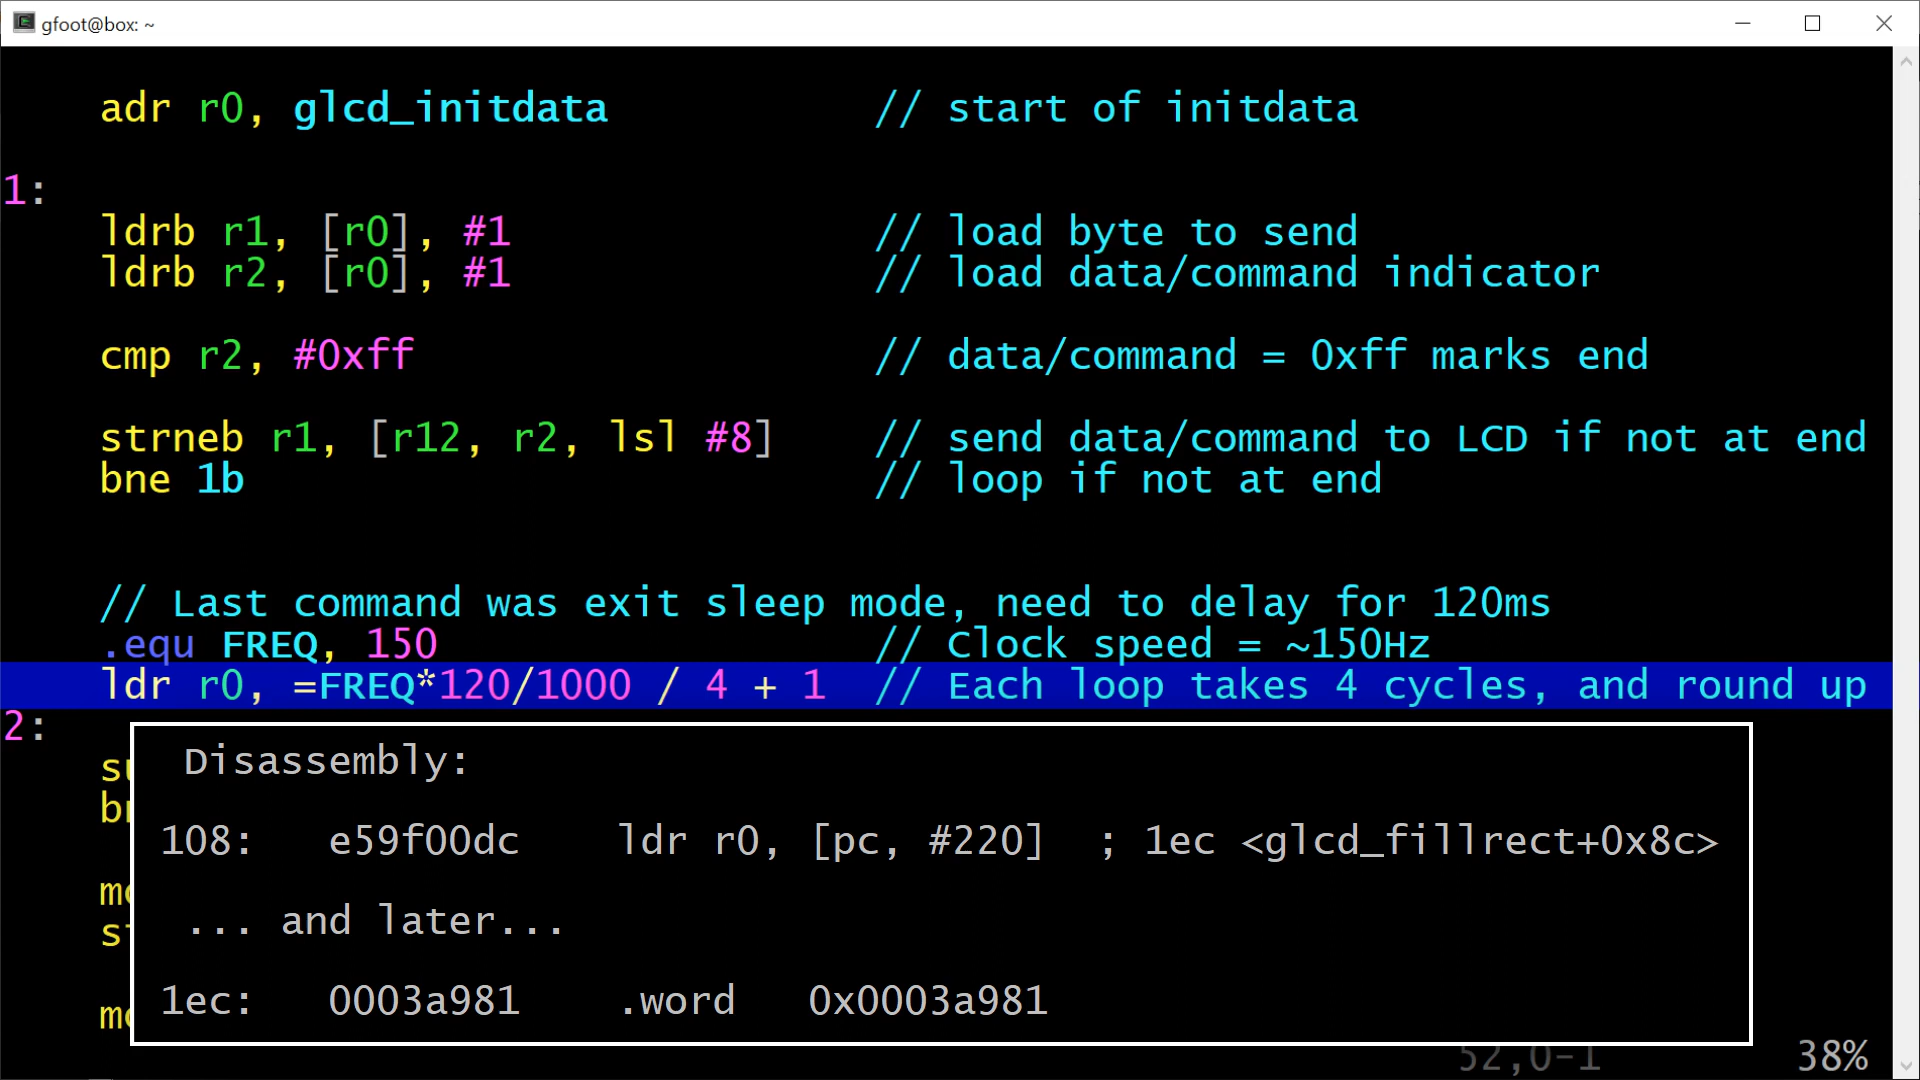 gfoot@box: ~
adr r0, glcd_initdata // start of initdata
1:
ldrb r1, [r0], #1 // load byte to send
ldrb r2, [r0], #1 // load data/command indicator
cmp r2, #0xff // data/command = 0xff marks end
strneb r1, [r12, r2, lsl #8] // send data/command to LCD if not at end
bne 1b // loop if not at end
// Last command was exit sleep mode, need to delay for 120ms
.equ FREQ, 150 // Clock speed = ~150Hz
ldr r0, =FREQ*120/1000 / 4 + 1 // Each loop takes 4 cycles, and round up
2:
Disassembly:
108: e59f00dc ldr r0, [pc, #220] ; 1ec <glcd_fillrect+0x8c>
... and later...
1ec: 0003a981 .word 0x0003a981
52,0-1 38%